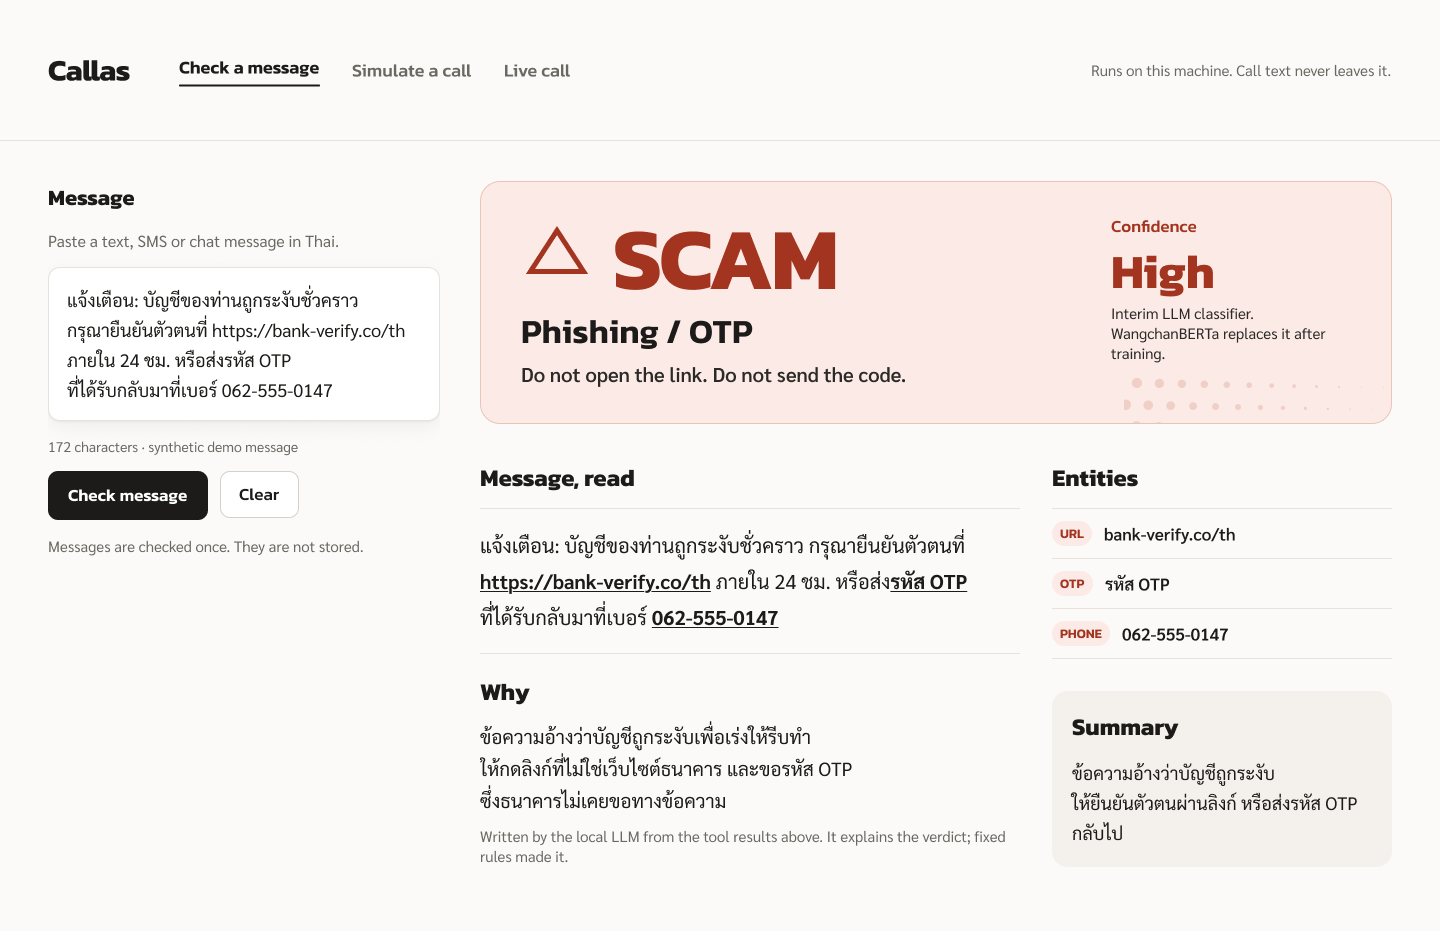 Callas
Check a message
Simulate a call
Live call
Runs on this machine. Call text never leaves it.
Message
Paste a text, SMS or chat message in Thai.
แจ้งเตือน: บัญชีของท่านถูกระงับชั่วคราว
กรุณายืนยันตัวตนที่ https://bank-verify.co/th
ภายใน 24 ชม. หรือส่งรหัส OTP
ที่ได้รับกลับมาที่เบอร์ 062-555-0147
172 characters · synthetic demo message
Check message
Clear
Messages are checked once. They are not stored.
SCAM
Phishing / OTP
Do not open the link. Do not send the code.
Confidence
High
Interim LLM classifier.
WangchanBERTa replaces it after
training.
Message, read
แจ้งเตือน: บัญชีของท่านถูกระงับชั่วคราว กรุณายืนยันตัวตนที่
https://bank-verify.co/th ภายใน 24 ชม. หรือส่งรหัส OTP
ที่ได้รับกลับมาที่เบอร์ 062-555-0147
Why
ข้อความอ้างว่าบัญชีถูกระงับเพื่อเร่งให้รีบทำ
ให้กดลิงก์ที่ไม่ใช่เว็บไซต์ธนาคาร และขอรหัส OTP
ซึ่งธนาคารไม่เคยขอทางข้อความ
Written by the local LLM from the tool results above. It explains the verdict; fixed
rules made it.
Entities
URL bank-verify.co/th
OTP รหัส OTP
PHONE 062-555-0147
Summary
ข้อความอ้างว่าบัญชีถูกระงับ
ให้ยืนยันตัวตนผ่านลิงก์ หรือส่งรหัส OTP
กลับไป